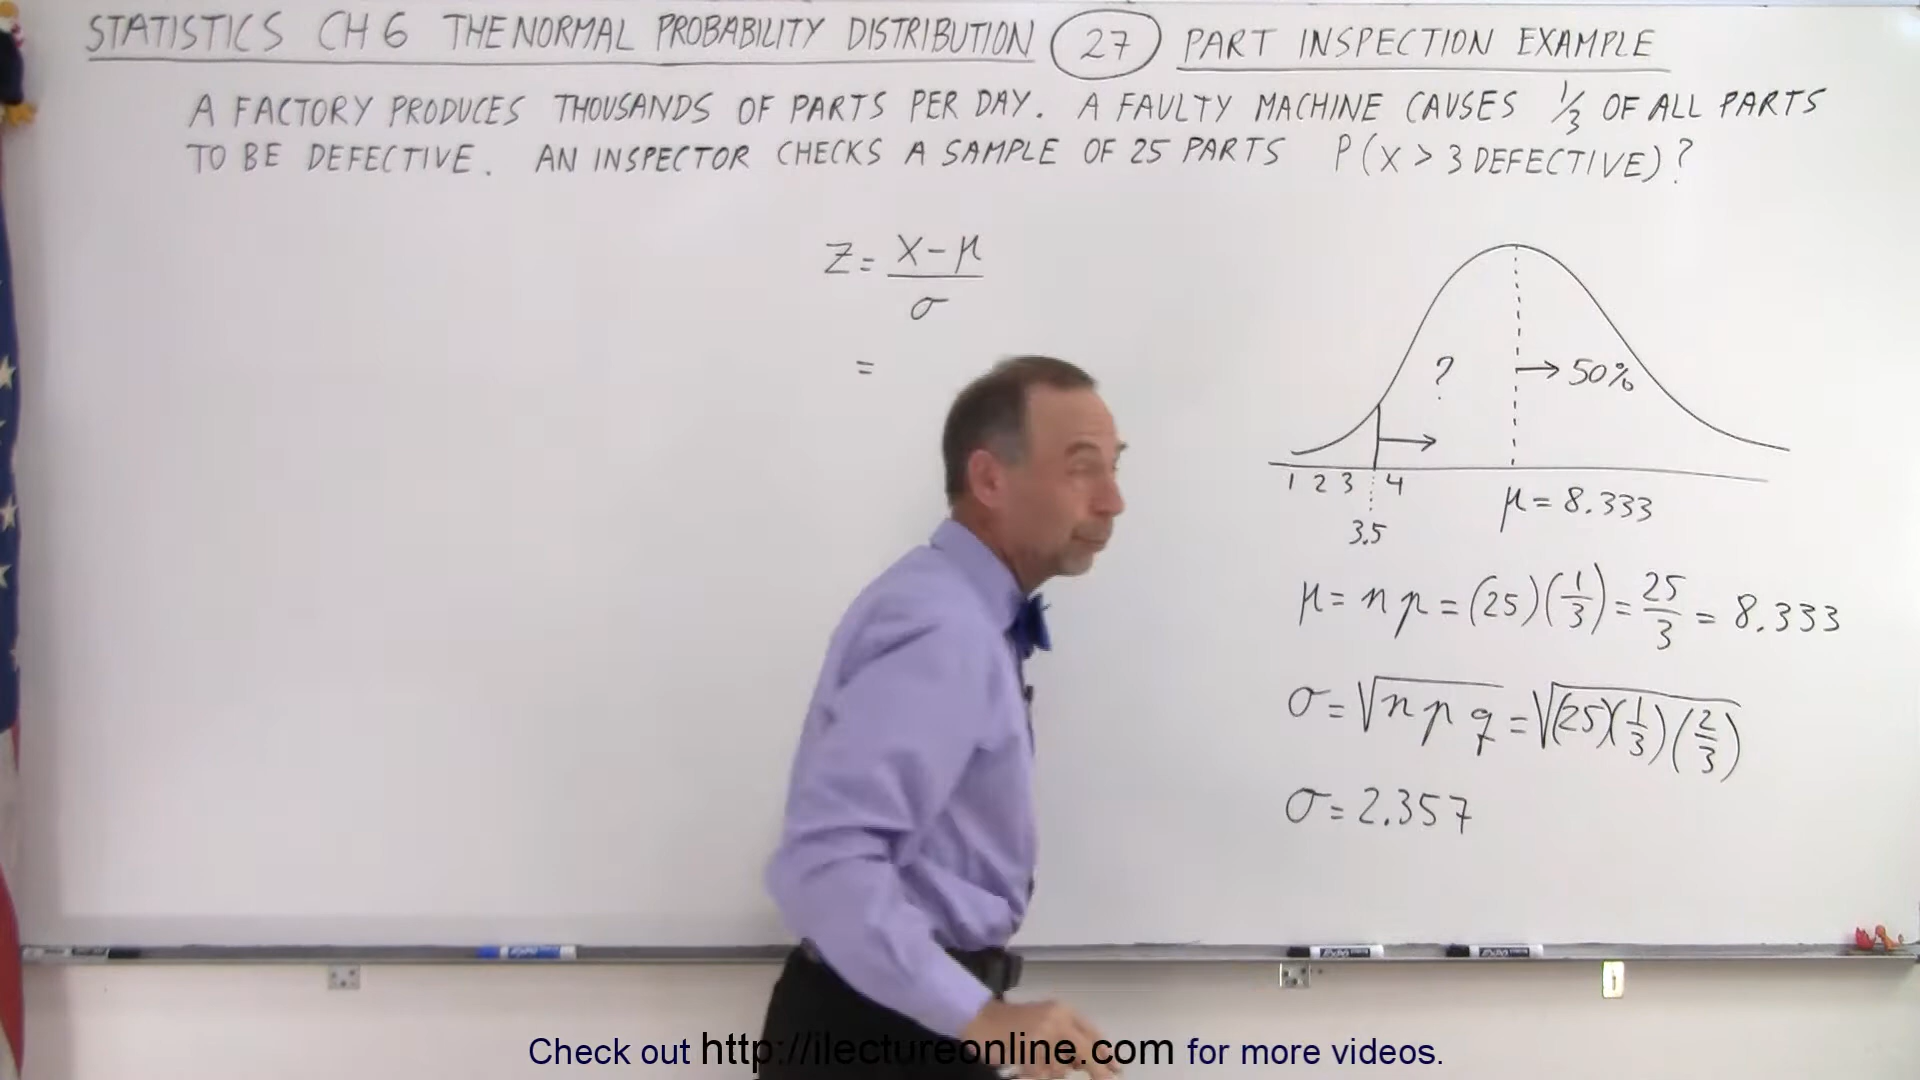 STATISTICS CH 6 THE NORMAL PROBABILITY DISTRIBUTION 27 PART INSPECTION EXAMPLE
A FACTORY PRODUCES THOUSANDS OF PARTS PER DAY. A FAULTY MACHINE CAUSES 1/3 OF ALL PARTS
TO BE DEFECTIVE. AN INSPECTOR CHECKS A SAMPLE OF 25 PARTS P(X > 3 DEFECTIVE)?
Z = (X - μ)/σ
=
? → 50%
1 2 3 4
3.5
μ = 8.333
μ = np = (25)(1/3) = 25/3 = 8.333
σ = √npq = √(25)(1/3)(2/3)
σ = 2.357
Check out http://ilectureonline.com for more videos.